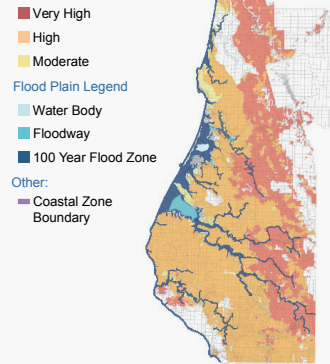 Very High
High
Moderate
Flood Plain Legend
Water Body
Floodway
100 Year Flood Zone
Other:
Coastal Zone
Boundary